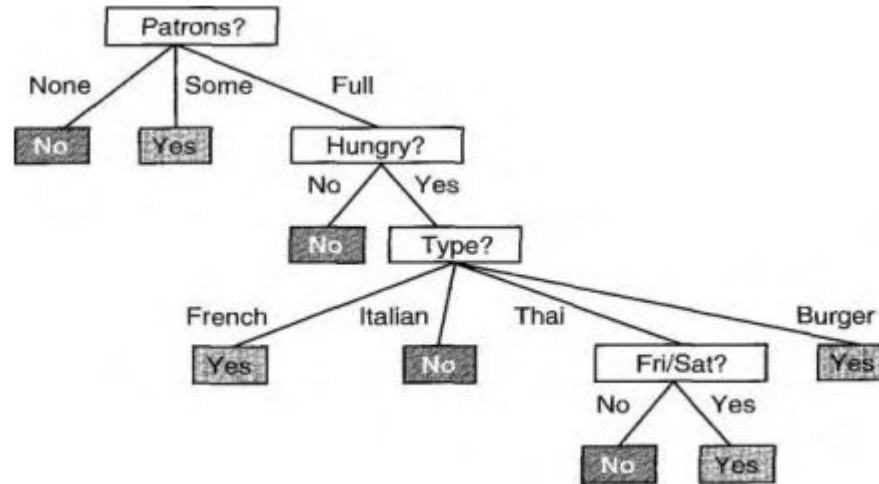 Patrons?
None Some Full
No Yes Hungry?
No Yes
No Type?
French Italian Thai Burger
Yes No Fri/Sat? Yes
No Yes
No Yes